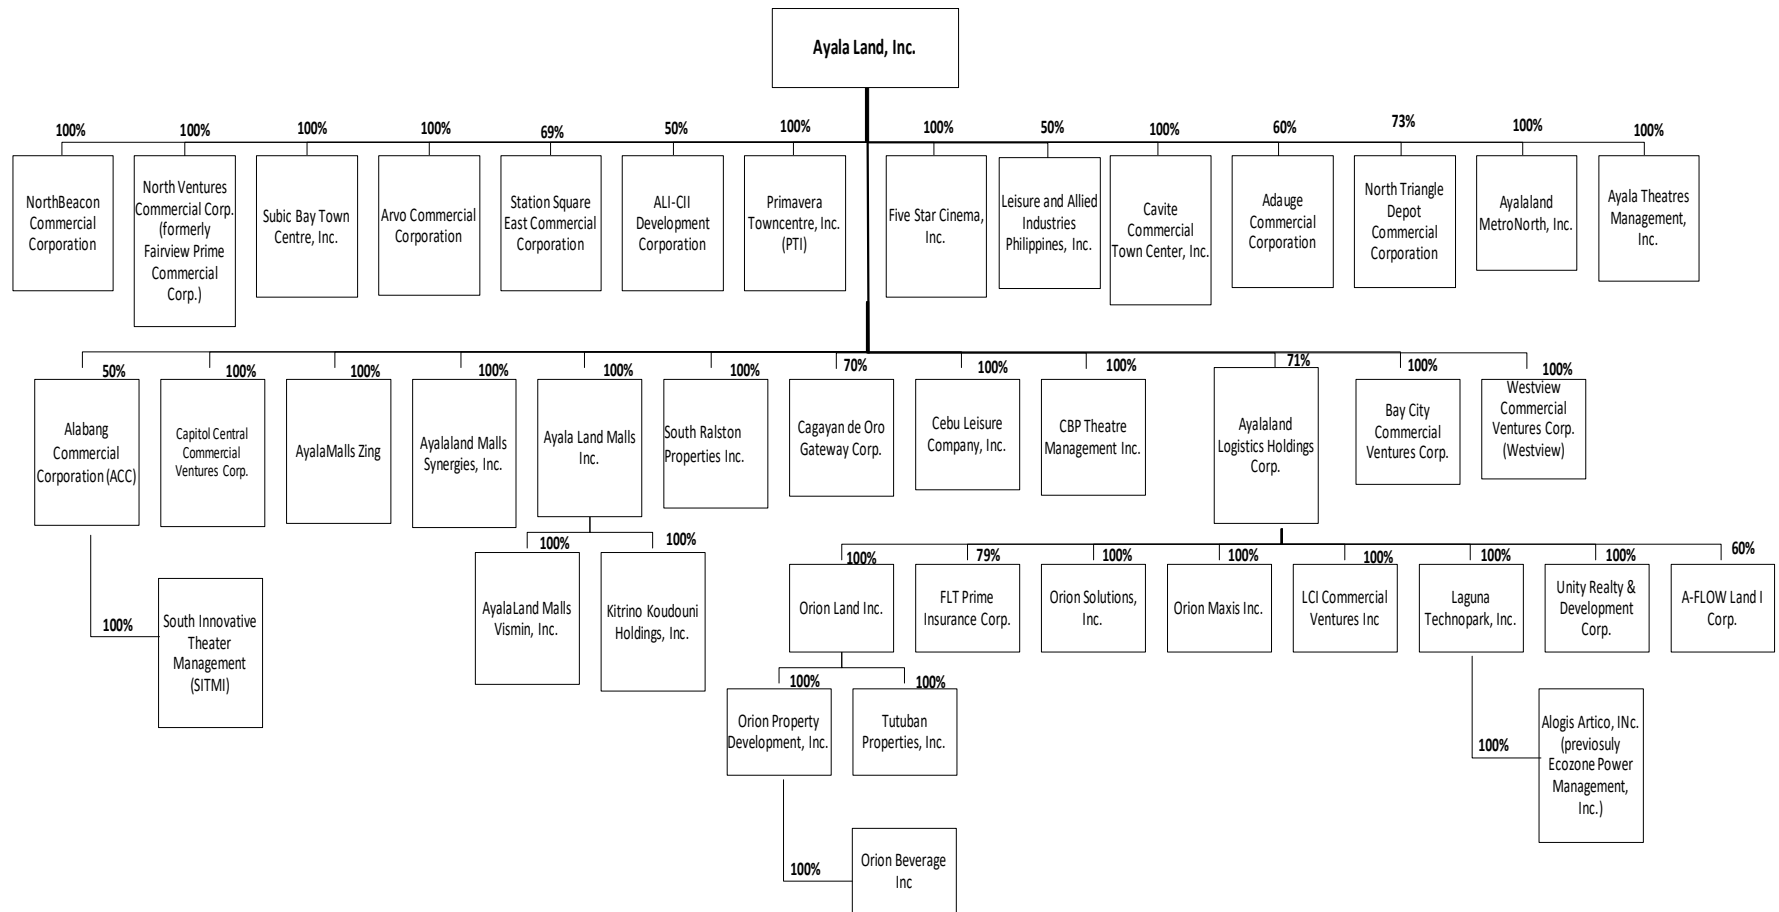 Ayala Land, Inc.
100%
100%
100%
100%
69%
50%
100%
100%
50%
100%
60%
73%
100%
100%
NorthBeacon
Commercial
Corporation
North Ventures
Commercial Corp.
(formerly
Fairview Prime
Commercial
Corp.)
Subic Bay Town
Centre, Inc.
Arvo Commercial
Corporation
Station Square
East Commercial
Corporation
ALI-CII
Development
Corporation
Primavera
Towncentre, Inc.
(PTI)
Five Star Cinema,
Inc.
Leisure and Allied
Industries
Philippines, Inc.
Cavite
Commercial
Town Center, Inc.
Adauge
Commercial
Corporation
North Triangle
Depot
Commercial
Corporation
Ayalaland
MetroNorth, Inc.
Ayala Theatres
Management,
Inc.
50%
100%
100%
100%
100%
100%
70%
100%
100%
71%
100%
100%
Alabang
Commercial
Corporation (ACC)
Capitol Central
Commercial
Ventures Corp.
AyalaMalls Zing
Ayalaland Malls
Synergies, Inc.
Ayala Land Malls
Inc.
South Ralston
Properties Inc.
Cagayan de Oro
Gateway Corp.
Cebu Leisure
Company, Inc.
CBP Theatre
Management Inc.
Ayalaland
Logistics Holdings
Corp.
Bay City
Commercial
Ventures Corp.
Westview
Commercial
Ventures Corp.
(Westview)
100%
100%
100%
79%
100%
100%
100%
100%
100%
60%
AyalaLand Malls
Vismin, Inc.
Kitrino Koudouni
Holdings, Inc.
Orion Land Inc.
FLT Prime
Insurance Corp.
Orion Solutions,
Inc.
Orion Maxis Inc.
LCI Commercial
Ventures Inc
Laguna
Technopark, Inc.
Unity Realty &
Development
Corp.
A-FLOW Land I
Corp.
100%
South Innovative
Theater
Management
(SITMI)
100%
100%
Orion Property
Development, Inc.
Tutuban
Properties, Inc.
100%
Alogis Artico, INc.
(previosuly
Ecozone Power
Management,
Inc.)
100%
Orion Beverage
Inc